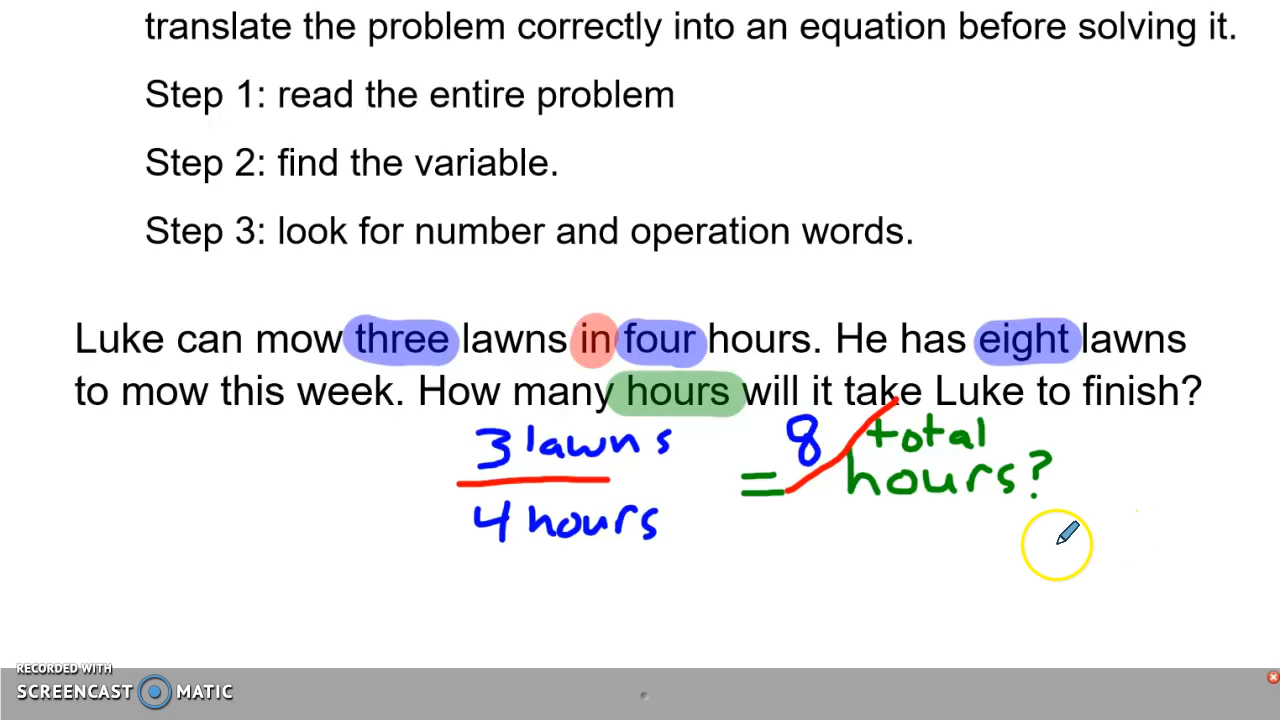 translate the problem correctly into an equation before solving it.
Step 1: read the entire problem
Step 2: find the variable.
Step 3: look for number and operation words.
Luke can mow three lawns in four hours. He has eight lawns
to mow this week. How many hours will it take Luke to finish?
3 lawns
4 hours
= 8 total
hours?
RECORDED WITH
SCREENCAST MATIC